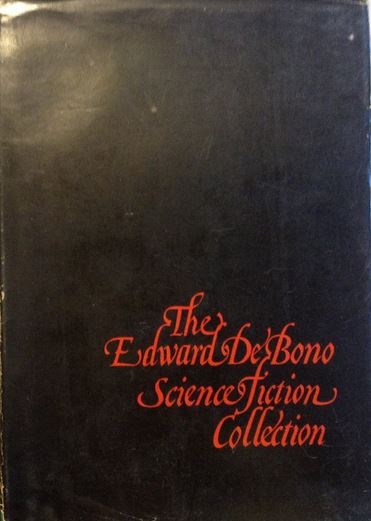 The
Edward De Bono
Science Fiction
Collection